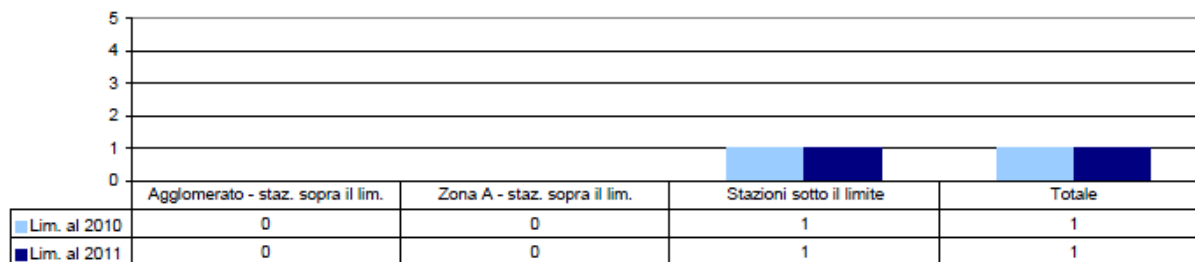 5
4
3
2
1
0
Agglomerato - staz. sopra il lim. Zona A - staz. sopra il lim. Stazioni sotto il limite Totale
Lim. al 2010 0 0 1 1
Lim. al 2011 0 0 1 1